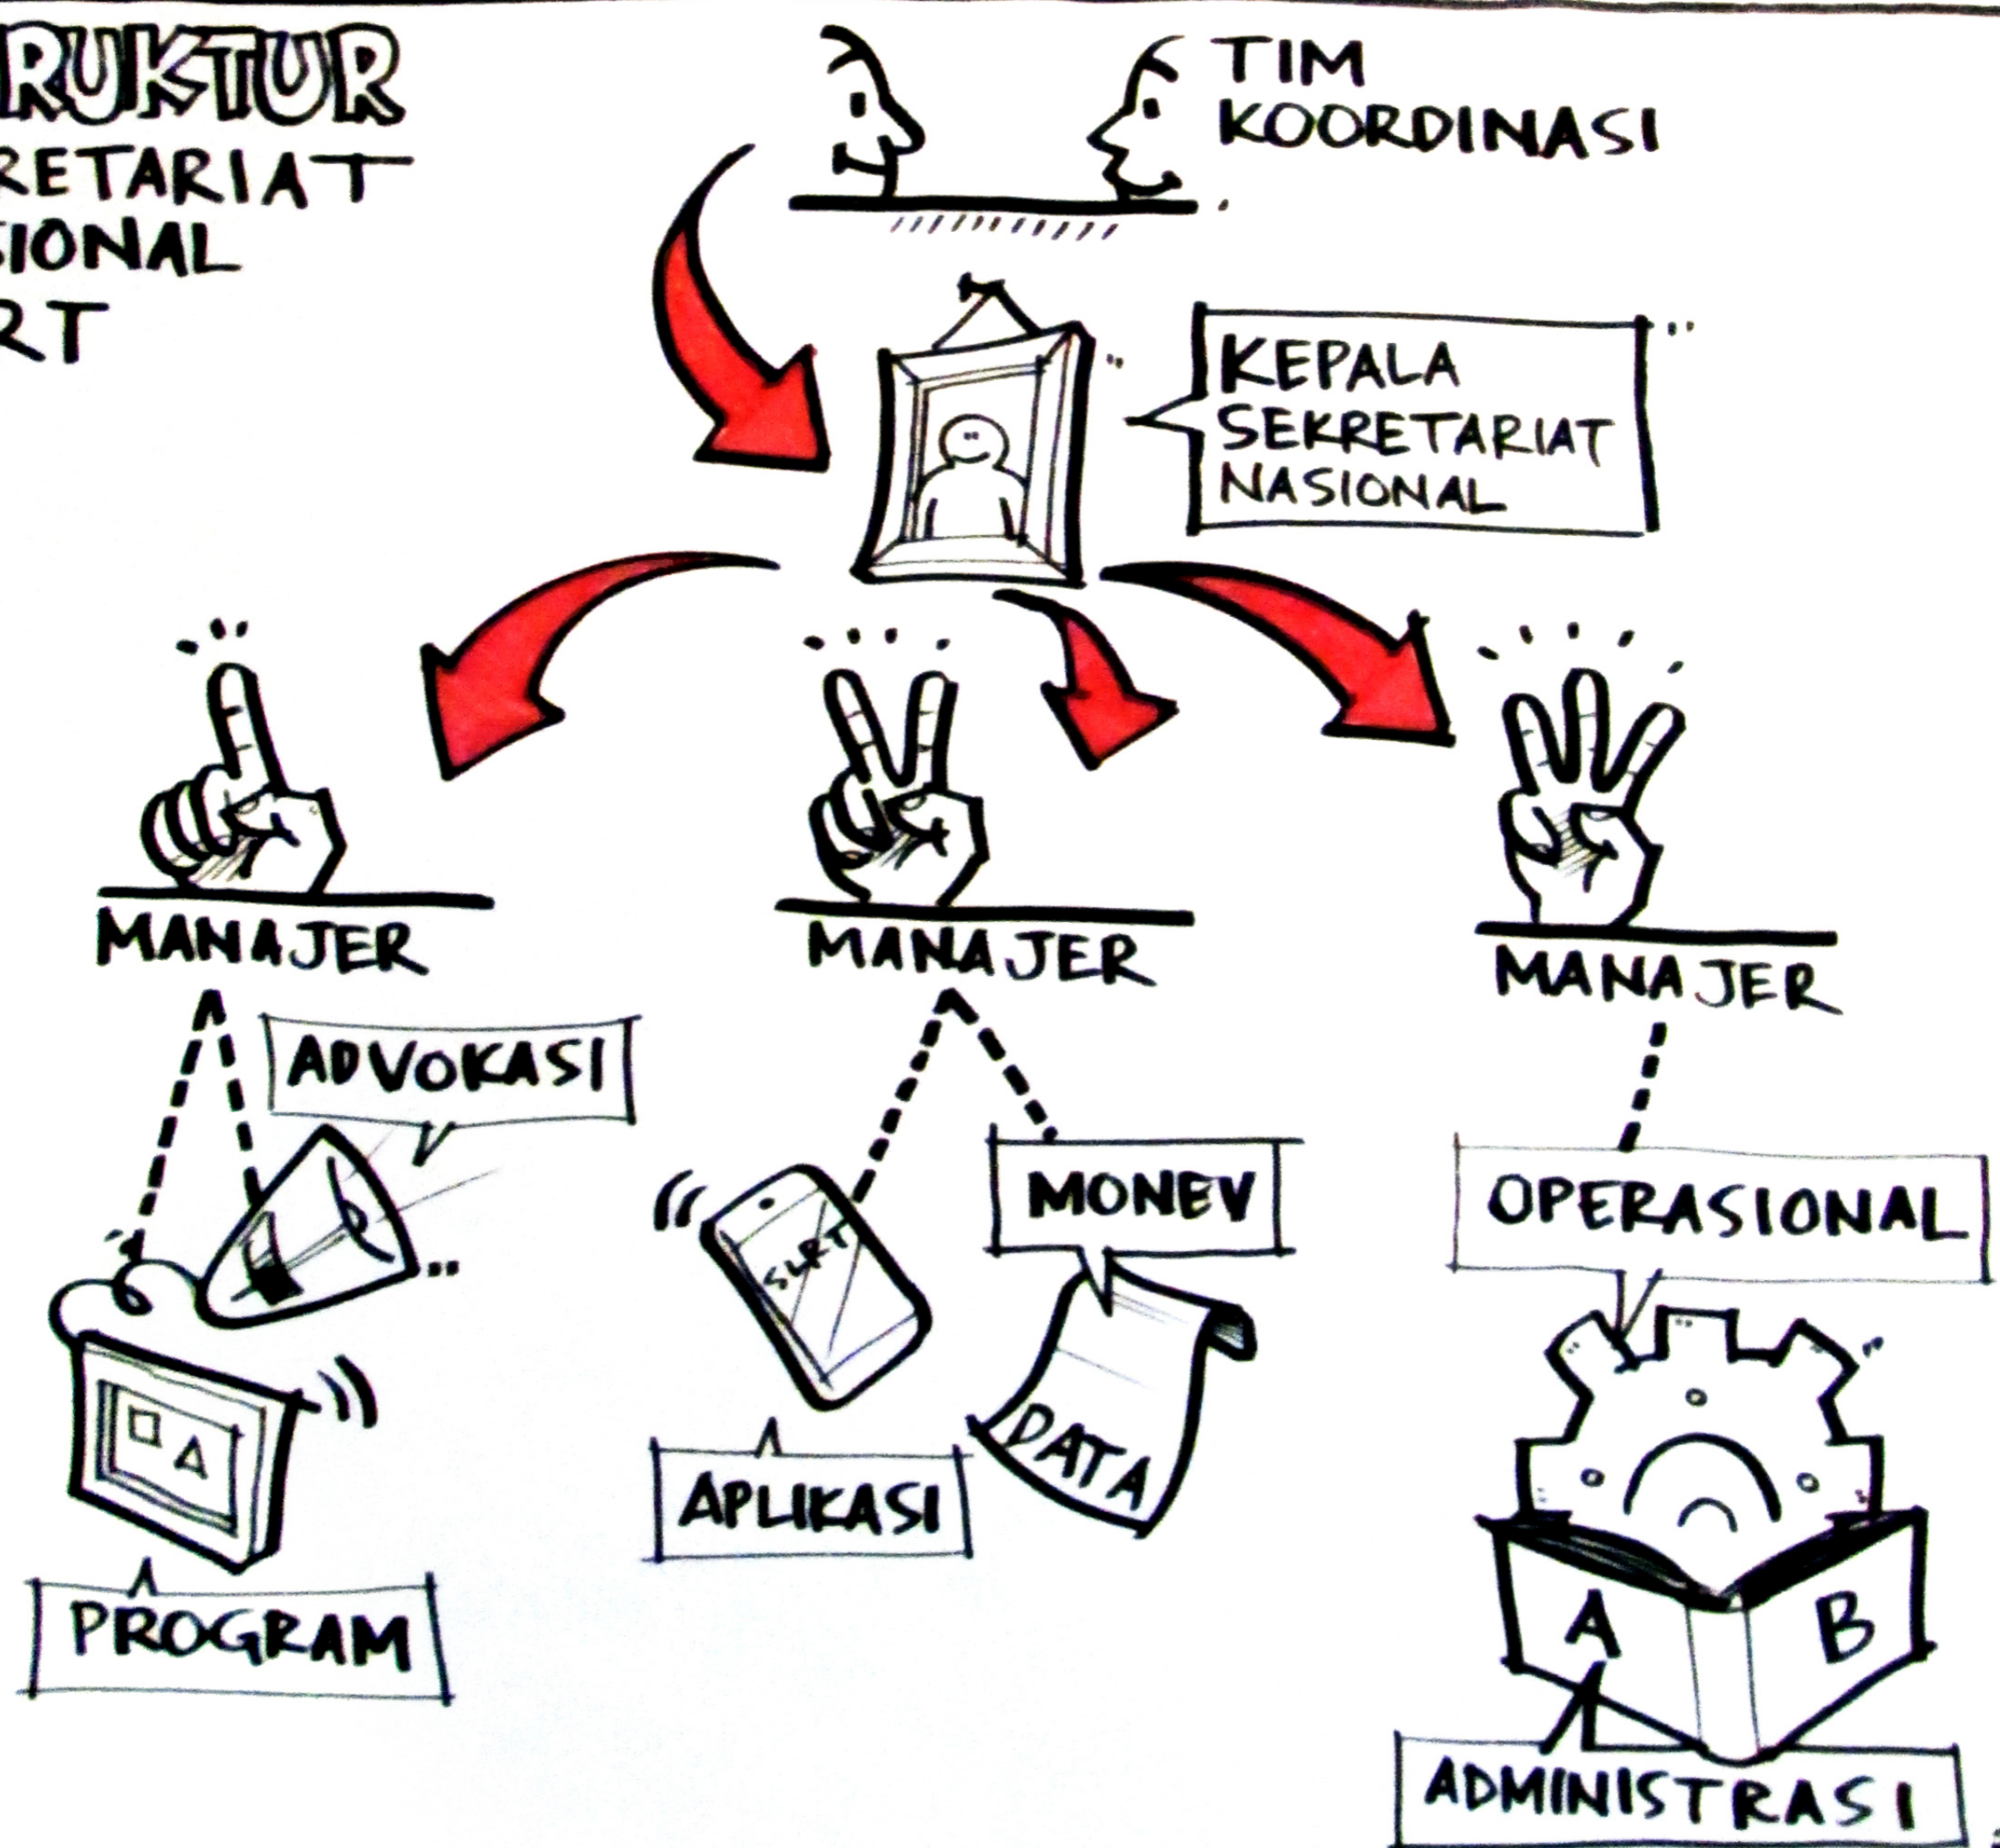 RUKTUR
RETARIAT
SIONAL
RT
TIM
KOORDINASI
KEPALA
SEKRETARIAT
NASIONAL
MANAJER
MANAJER
MANAJER
ADVOKASI
PROGRAM
SLRT
APLIKASI
MONEV
DATA
OPERASIONAL
A B
ADMINISTRASI